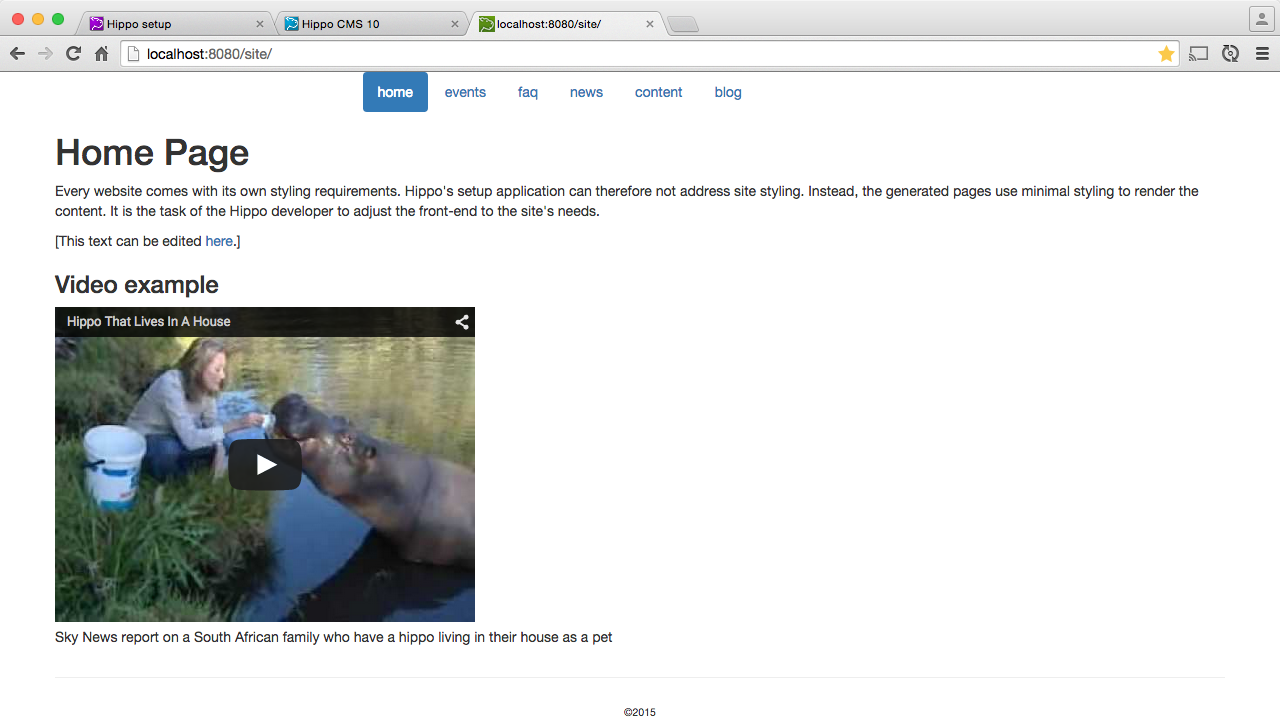 Hippo setup
Hippo CMS 10
localhost:8080/site/
localhost:8080/site/
home
events
faq
news
content
blog
Home Page
Every website comes with its own styling requirements. Hippo's setup application can therefore not address site styling. Instead, the generated pages use minimal styling to render the
content. It is the task of the Hippo developer to adjust the front-end to the site's needs.
[This text can be edited here.]
Video example
Hippo That Lives In A House
Sky News report on a South African family who have a hippo living in their house as a pet
©2015